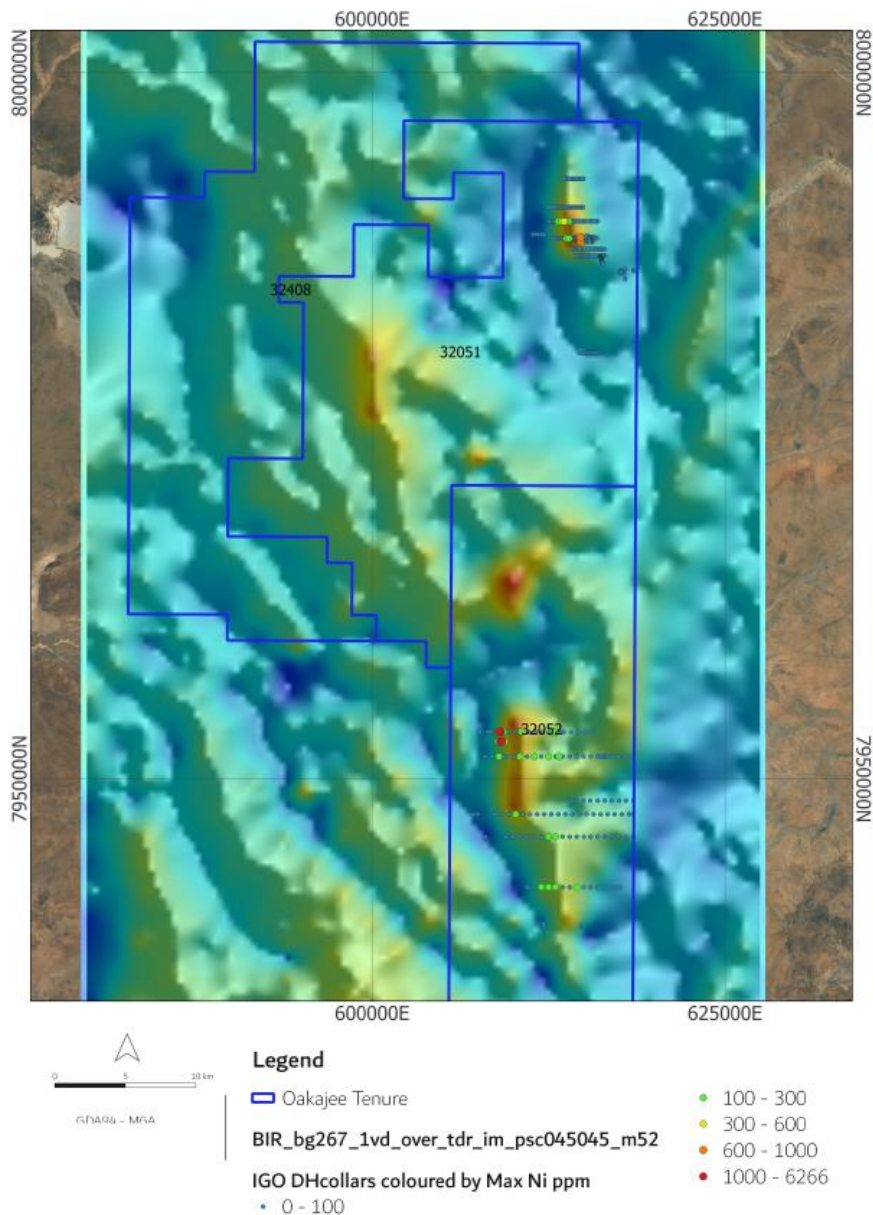 600000E 625000E
8000000N 8000000N
32408
32051
32052
7950000N 7950000N
600000E 625000E
0 5 10 km
GDA94 - MGA
Legend
Oakajee Tenure
BIR_bg267_1vd_over_tdr_im_psc045045_m52
IGO DHcollars coloured by Max Ni ppm
0 - 100
100 - 300
300 - 600
600 - 1000
1000 - 6266